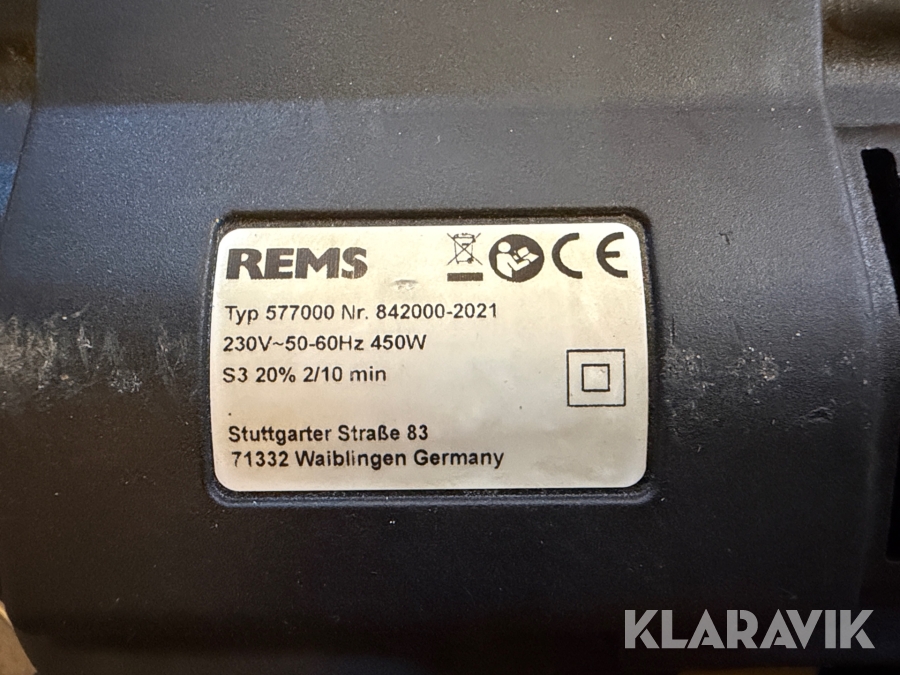 REMS
CE
Typ 577000 Nr. 842000-2021
230V~50-60Hz 450W
S3 20% 2/10 min
Stuttgarter Straße 83
71332 Waiblingen Germany
KLARAVIK